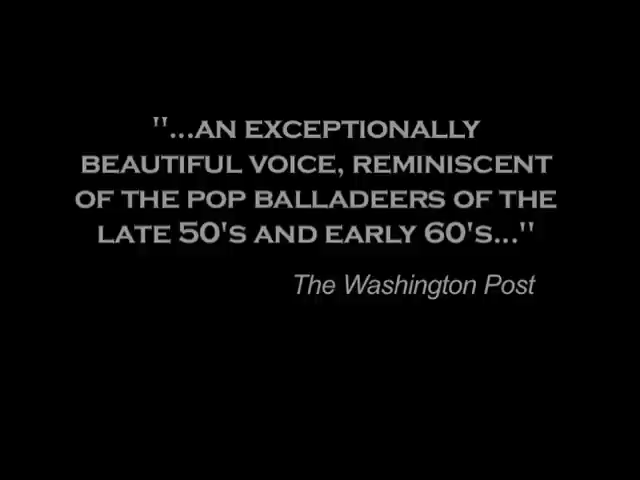 "...AN EXCEPTIONALLY
BEAUTIFUL VOICE, REMINISCENT
OF THE POP BALLADEERS OF THE
LATE 50'S AND EARLY 60'S..."
The Washington Post